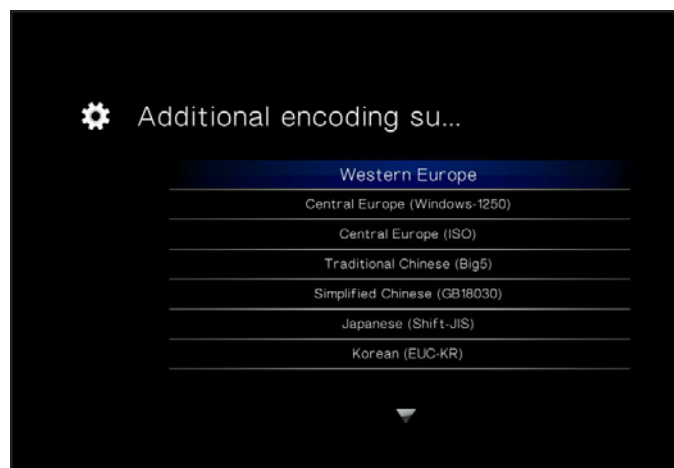 Additional encoding su...
Western Europe
Central Europe (Windows-1250)
Central Europe (ISO)
Traditional Chinese (Big5)
Simplified Chinese (GB18030)
Japanese (Shift-JIS)
Korean (EUC-KR)